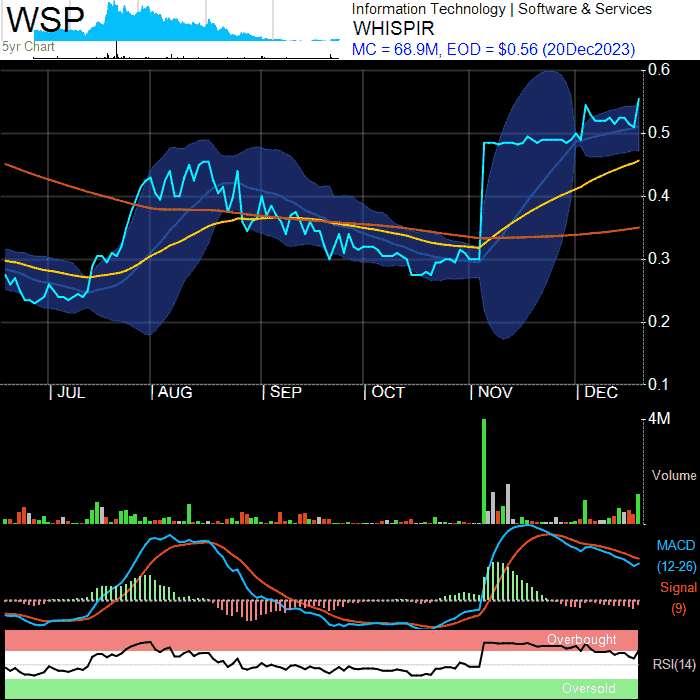 WSP
5yr Chart
Information Technology | Software & Services
WHISPIR
MC = 68.9M, EOD = $0.56 (20Dec2023)
0.6
0.5
0.4
0.3
0.2
0.1
| JUL | AUG | SEP | OCT | NOV | DEC
4M
Volume
MACD
(12-26)
Signal
(9)
Overbought
RSI(14)
Oversold